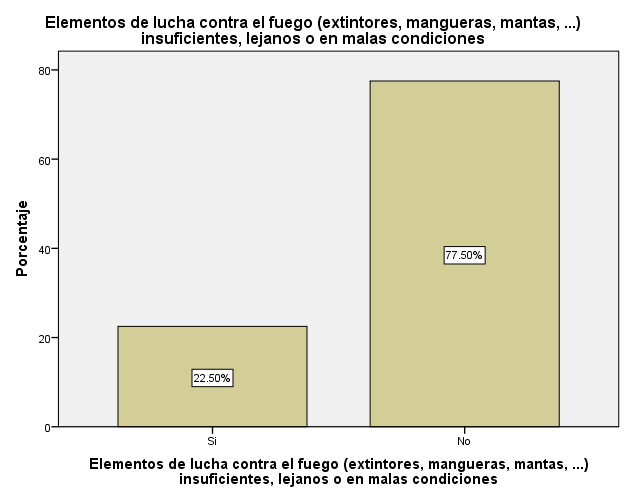 Elementos de lucha contra el fuego (extintores, mangueras, mantas, ...)
insuficientes, lejanos o en malas condiciones
80
60
40
20
0
Porcentaje
22.50%
77.50%
Si
No
Elementos de lucha contra el fuego (extintores, mangueras, mantas, ...)
insuficientes, lejanos o en malas condiciones